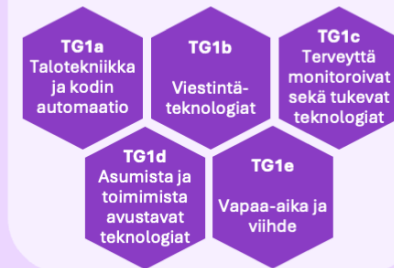 TG1a
Talotekniikka
ja kodin
automaatio
TG1b
Viestintä-
teknologiat
TG1c
Terveyttä
monitoroivat
sekä tukevat
teknologiat
TG1d
Asumista ja
toimimista
avustavat
teknologiat
TG1e
Vapaa-aika ja
viihde